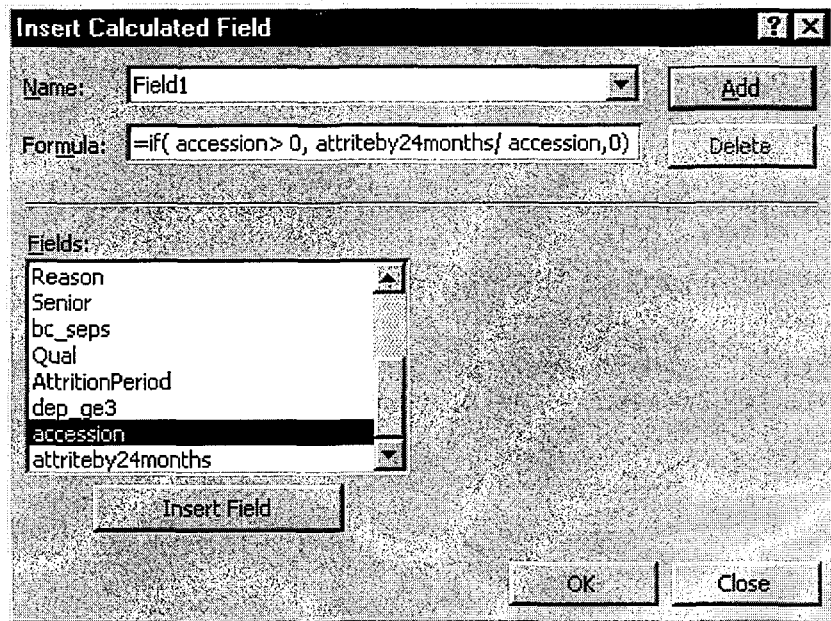 Insert Calculated Field
Name: Field1 Add
Formula: =if( accession> 0, attriteby24months/ accession,0) Delete
Fields:
Reason
Senior
bc_seps
Qual
AttritionPeriod
dep_ge3
accession
attriteby24months
Insert Field
OK Close